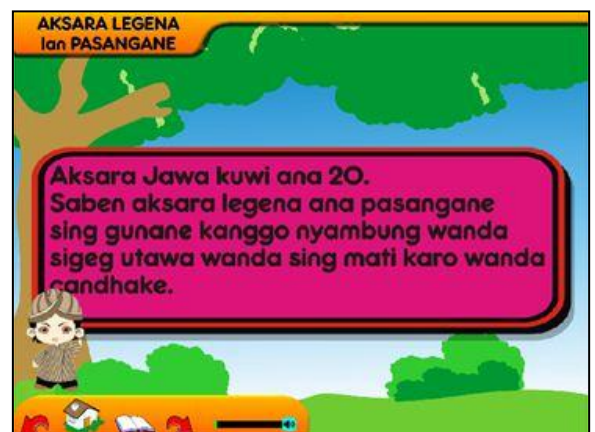 AKSARA LEGENA
lan PASANGANE
Aksara Jawa kuwi ana 20.
Saben aksara legena ana pasangane
sing gunane kanggo nyambung wanda
sigeg utawa wanda sing mati karo wanda
candhake.